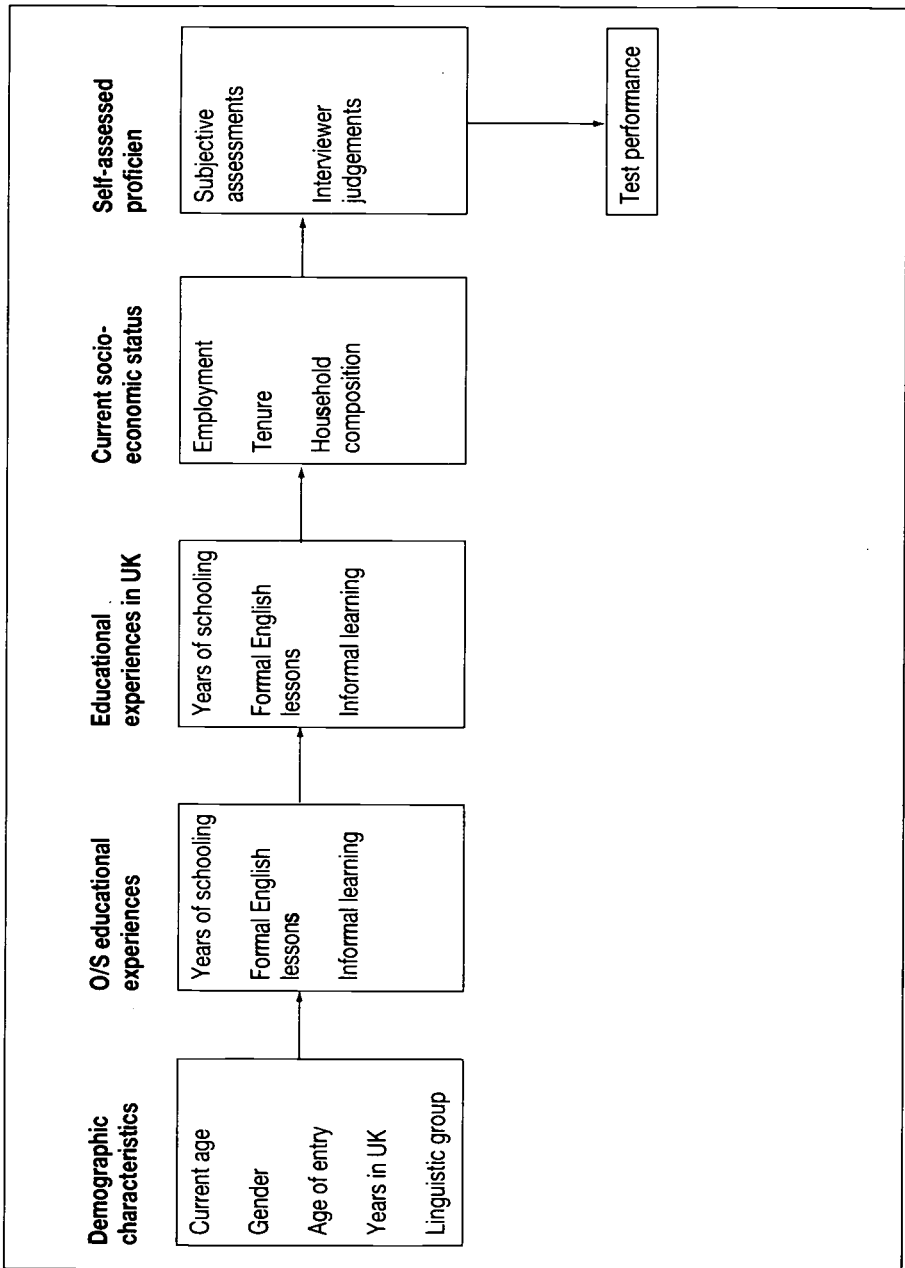 Demographic
characteristics
Current age
Gender
Age of entry
Years in UK
Linguistic group
O/S educational
experiences
Years of schooling
Formal English
lessons
Informal learning
Educational
experiences in UK
Years of schooling
Formal English
lessons
Informal learning
Current socio-
economic status
Employment
Tenure
Household
composition
Self-assessed
proficien
Subjective
assessments
Interviewer
judgements
Test performance